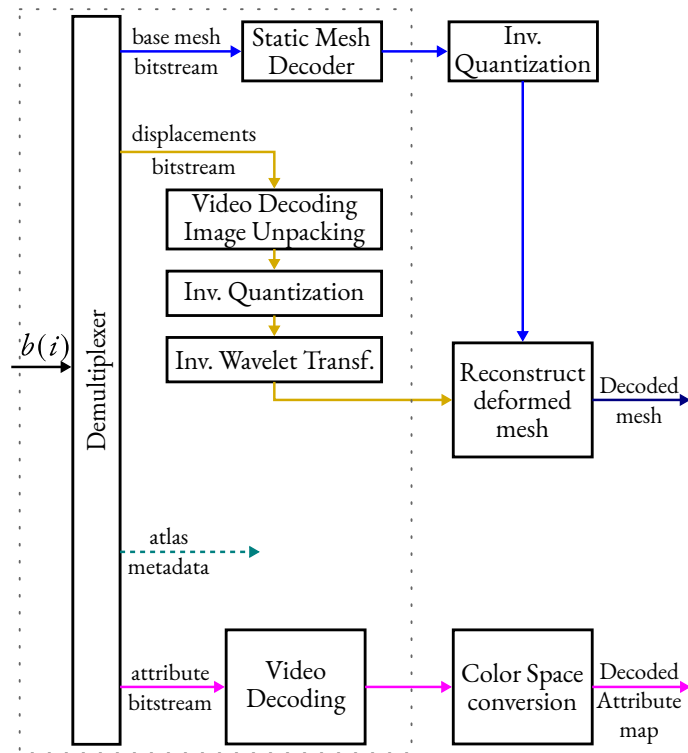 base mesh
bitstream
Static Mesh
Decoder
Inv.
Quantization
displacements
bitstream
Video Decoding
Image Unpacking
Inv. Quantization
Inv. Wavelet Transf.
b(i)
Demultiplexer
Reconstruct
deformed
mesh
Decoded
mesh
atlas
metadata
attribute
bitstream
Video
Decoding
Color Space
conversion
Decoded
Attribute
map